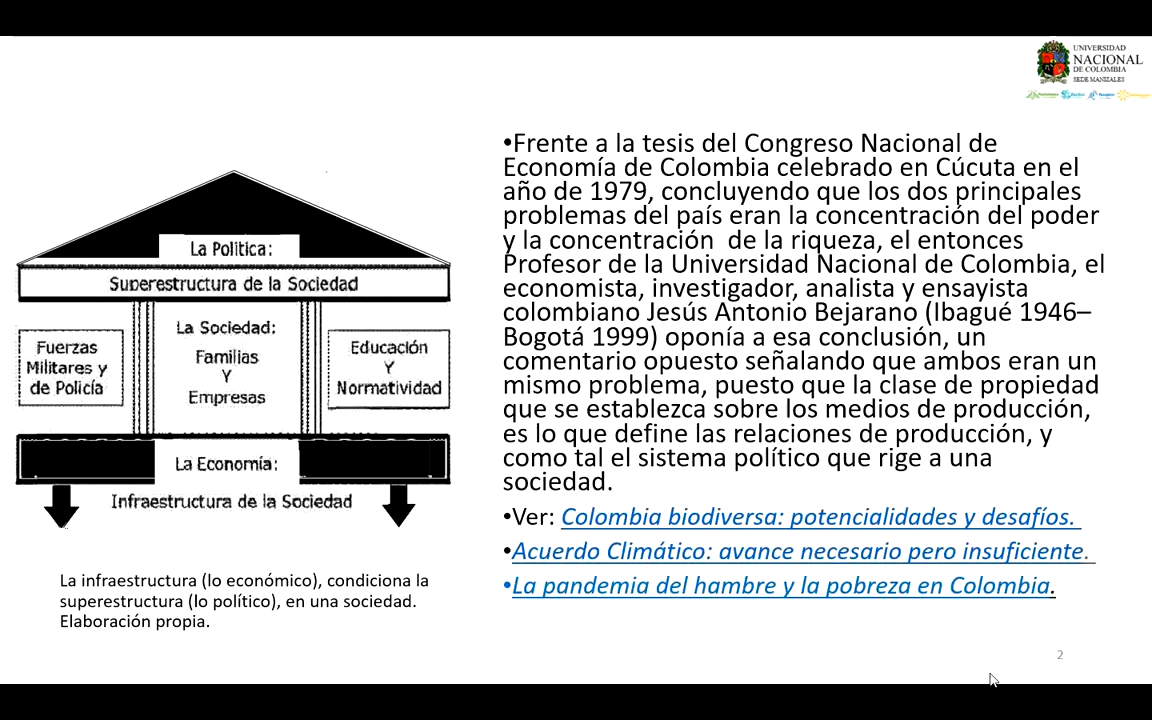 UNIVERSIDAD
NACIONAL
DE COLOMBIA
SEDE MANIZALES
La Política:
Superestructura de la Sociedad
Fuerzas
Militares y
de Policía
La Sociedad:
Familias
Y
Empresas
Educación
Y
Normatividad
La Economía:
Infraestructura de la Sociedad
La infraestructura (lo económico), condiciona la
superestructura (lo político), en una sociedad.
Elaboración propia.
•Frente a la tesis del Congreso Nacional de
Economía de Colombia celebrado en Cúcuta en el
año de 1979, concluyendo que los dos principales
problemas del país eran la concentración del poder
y la concentración  de la riqueza, el entonces
Profesor de la Universidad Nacional de Colombia, el
economista, investigador, analista y ensayista
colombiano Jesús Antonio Bejarano (Ibagué 1946–
Bogotá 1999) oponía a esa conclusión, un
comentario opuesto señalando que ambos eran un
mismo problema, puesto que la clase de propiedad
que se establezca sobre los medios de producción,
es lo que define las relaciones de producción, y
como tal el sistema político que rige a una
sociedad.
•Ver: Colombia biodiversa: potencialidades y desafíos.
•Acuerdo Climático: avance necesario pero insuficiente.
•La pandemia del hambre y la pobreza en Colombia.
2